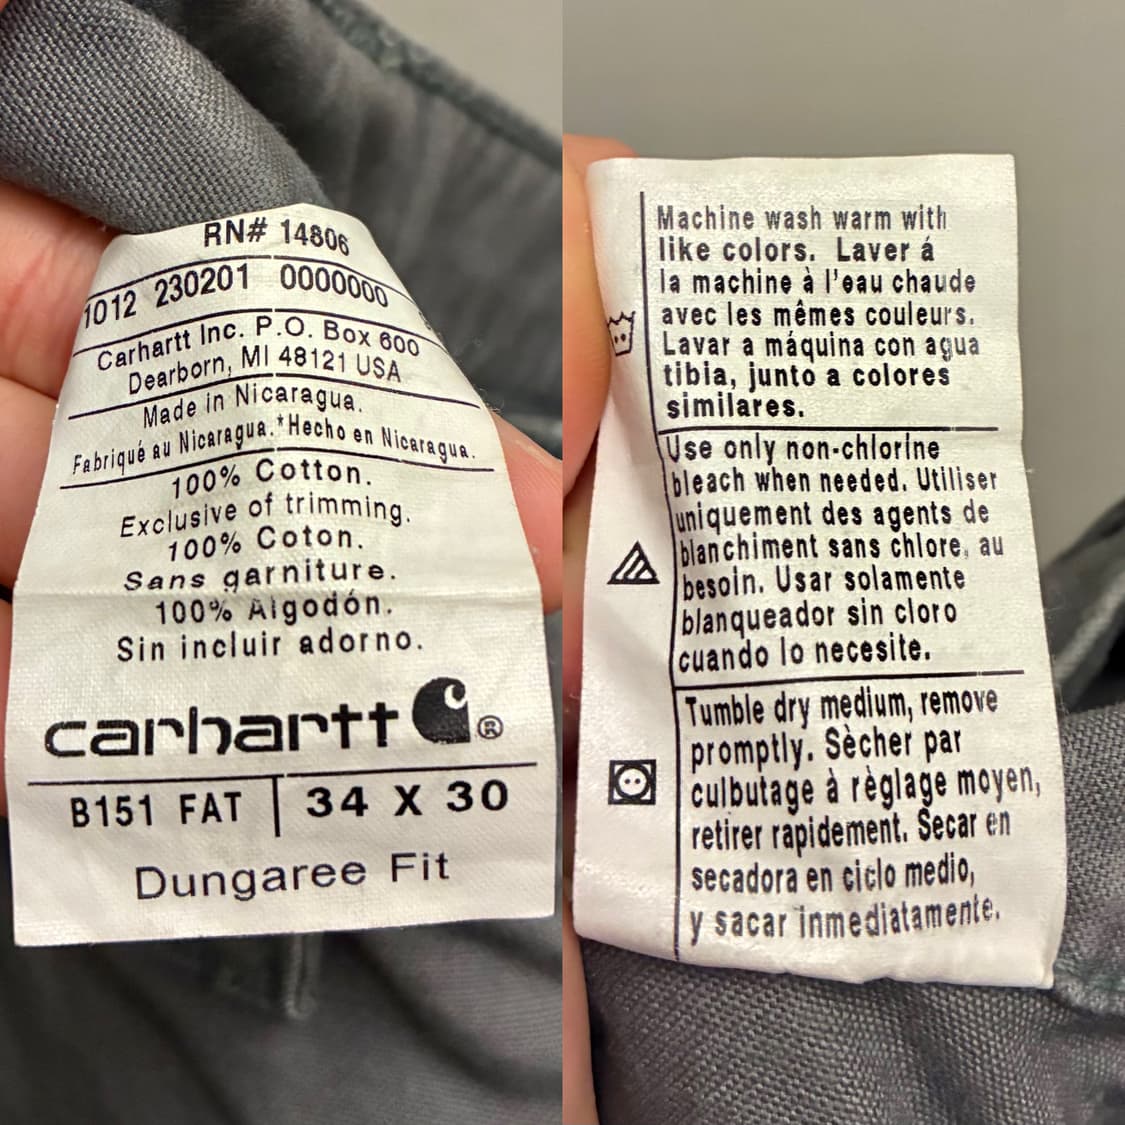 RN# 14806
1012 230201 0000000
Carhartt Inc. P.O. Box 600
Dearborn, MI 48121 USA
Made in Nicaragua.
Fabriqué au Nicaragua.*Hecho en Nicaragua.
100% Cotton.
Exclusive of trimming.
100% Coton.
Sans garniture.
100% Algodón.
Sin incluir adorno.
carhartt ®
B151 FAT 34 X 30
Dungaree Fit
Machine wash warm with
like colors. Laver á
la machine à l'eau chaude
avec les mêmes couleurs.
Lavar a máquina con agua
tibia, junto a colores
similares.
Use only non-chlorine
bleach when needed. Utiliser
uniquement des agents de
blanchiment sans chlore, au
besoin. Usar solamente
blanqueador sin cloro
cuando lo necesite.
Tumble dry medium, remove
promptly. Sècher par
culbutage à règlage moyen,
retirer rapidement. Secar en
secadora en ciclo medio,
y sacar inmediatamente.